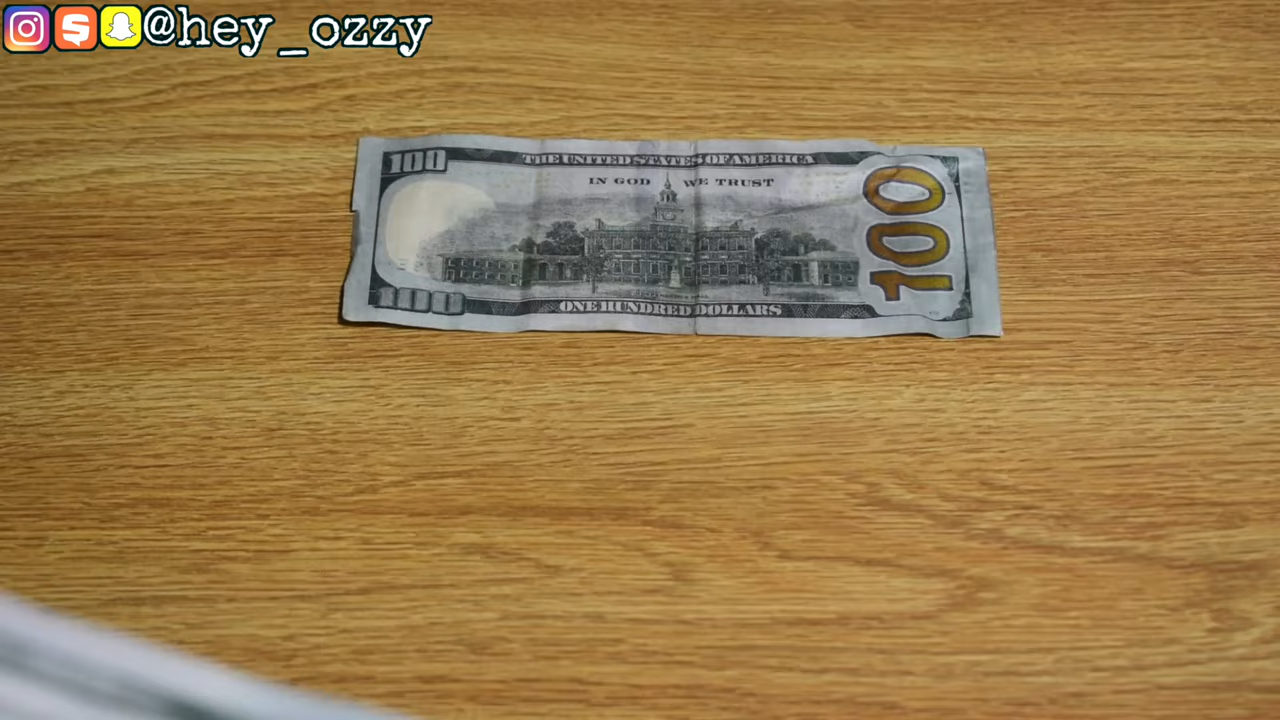 @hey_ozzy
100
THE UNITED STATES OF AMERICA
IN GOD WE TRUST
100
100
ONE HUNDRED DOLLARS